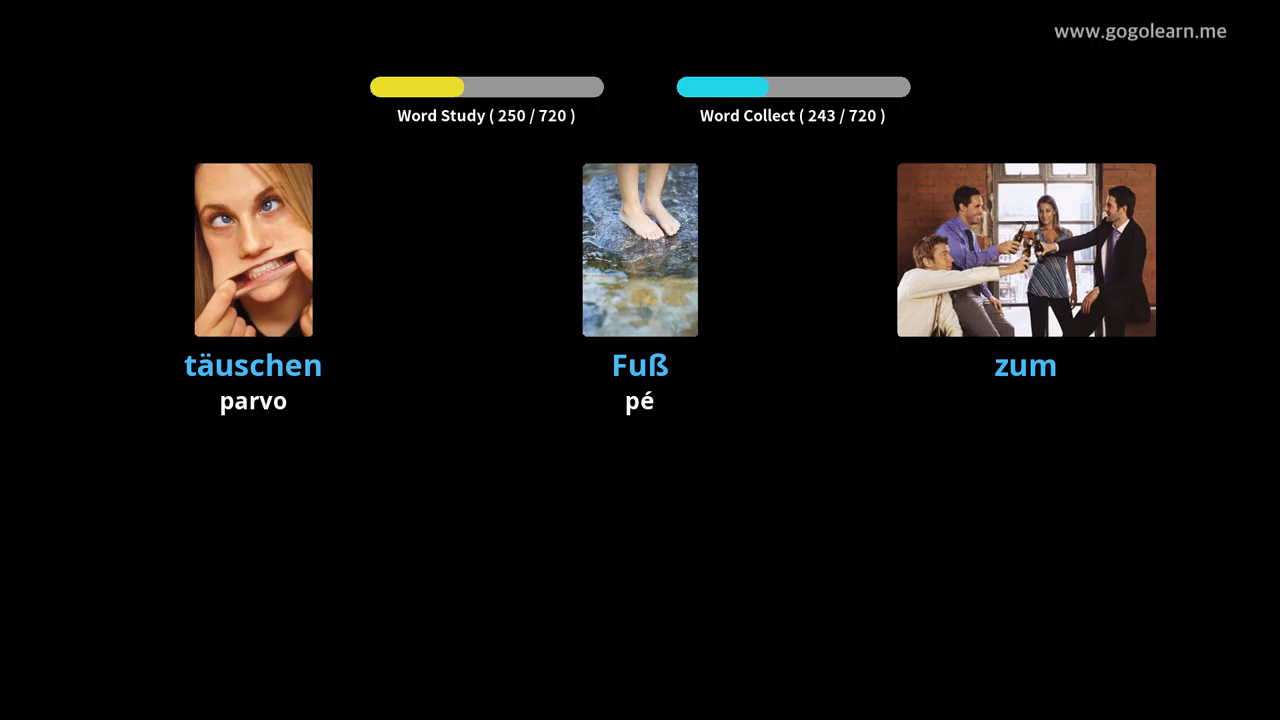 www.gogolearn.me
Word Study ( 250 / 720 )
Word Collect ( 243 / 720 )
täuschen
parvo
Fuß
pé
zum